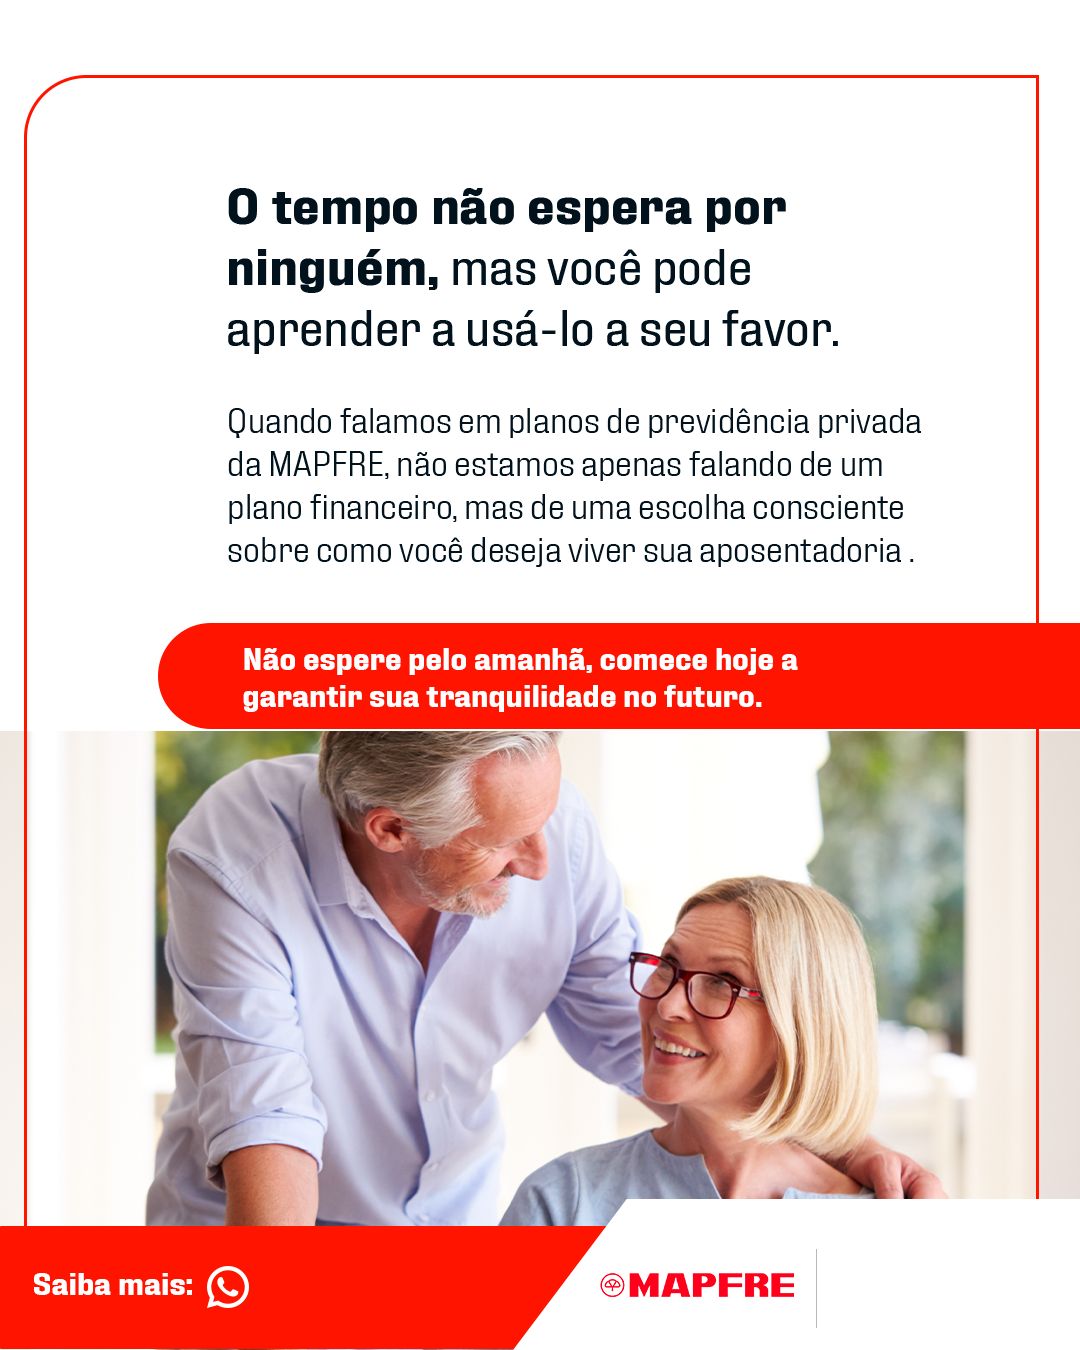 O tempo não espera por
ninguém, mas você pode
aprender a usá-lo a seu favor.
Quando falamos em planos de previdência privada
da MAPFRE, não estamos apenas falando de um
plano financeiro, mas de uma escolha consciente
sobre como você deseja viver sua aposentadoria .
Não espere pelo amanhã, comece hoje a
garantir sua tranquilidade no futuro.
Saiba mais:
MAPFRE